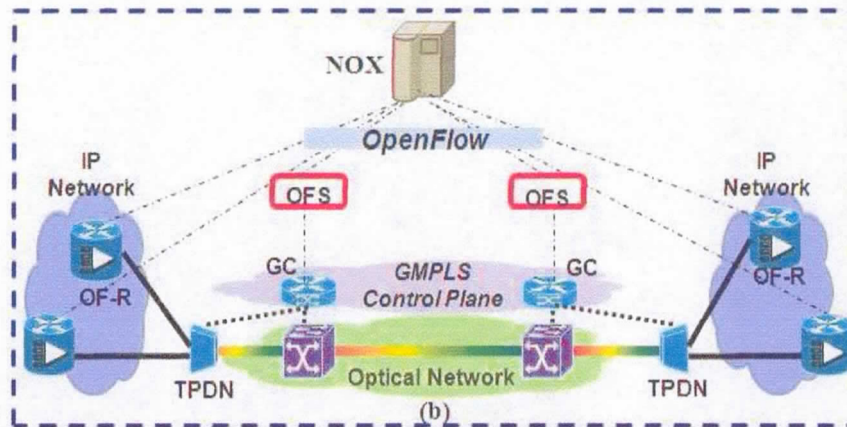 NOX
OpenFlow
IP
Network
IP
Network
OFS
OFS
GC
GMPLS
Control Plane
GC
OF-R
OF-R
TPDN
Optical Network
TPDN
(b)